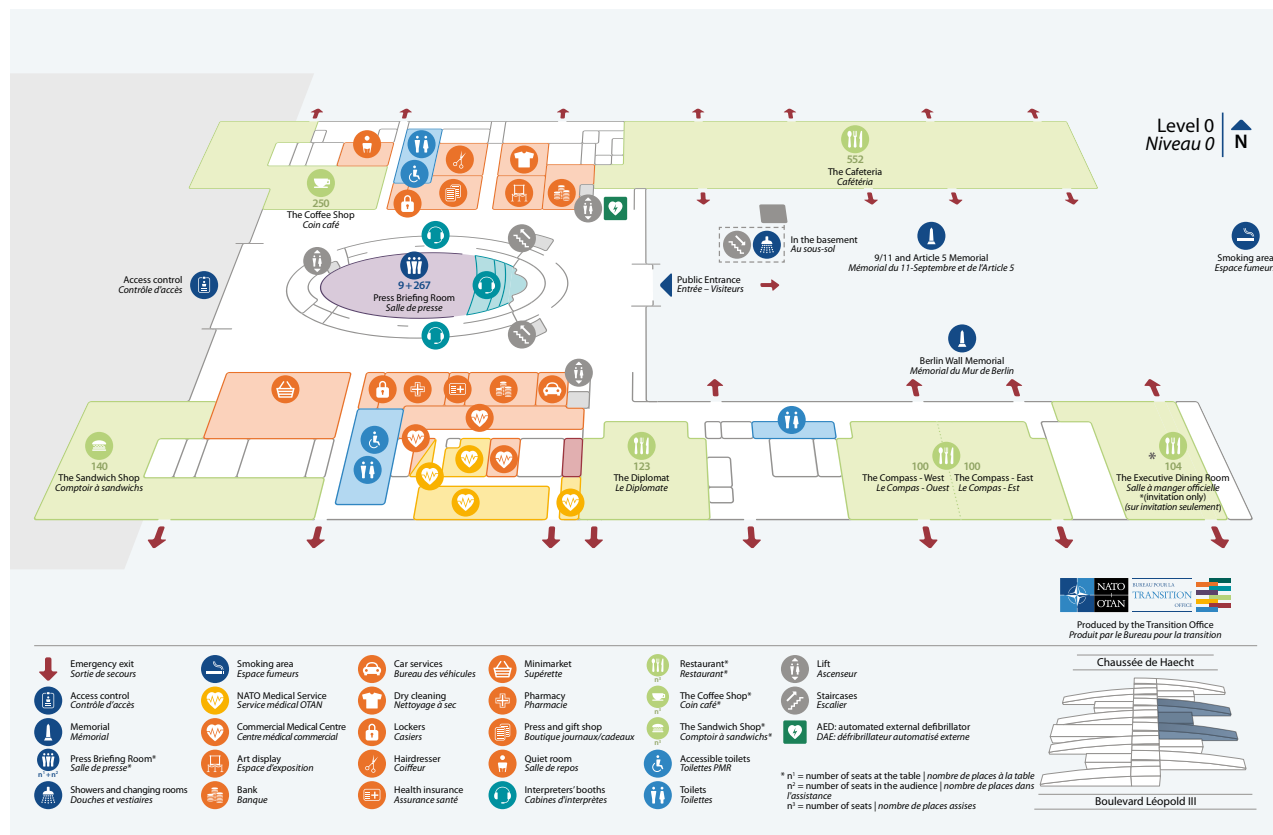 Level 0
Niveau 0
N
552
The Cafeteria
Cafétéria
250
The Coffee Shop
Coin café
In the basement
Au sous-sol
9/11 and Article 5 Memorial
Mémorial du 11-Septembre et de l'Article 5
Smoking area
Espace fumeur
Access control
Contrôle d'accès
9+267
Press Briefing Room
Salle de presse
Public Entrance
Entrée – Visiteurs
Berlin Wall Memorial
Mémorial du Mur de Berlin
140
The Sandwich Shop
Comptoir à sandwichs
123
The Diplomat
Le Diplomate
100
The Compass - West
Le Compas - Ouest
100
The Compass - East
Le Compas - Est
*
104
The Executive Dining Room
Salle à manger officielle
*(invitation only)
(sur invitation seulement)
NATO
OTAN
BUREAU POUR LA
TRANSITION
OFFICE
Produced by the Transition Office
Produit par le Bureau pour la transition
Emergency exit
Sortie de secours
Access control
Contrôle d'accès
Memorial
Mémorial
Press Briefing Room*
Salle de presse*
n¹+n²
Showers and changing rooms
Douches et vestiaires
Smoking area
Espace fumeurs
NATO Medical Service
Service médical OTAN
Commercial Medical Centre
Centre médical commercial
Art display
Espace d'exposition
Bank
Banque
Car services
Bureau des véhicules
Dry cleaning
Nettoyage à sec
Lockers
Casiers
Hairdresser
Coiffeur
Health insurance
Assurance santé
Minimarket
Supérette
Pharmacy
Pharmacie
Press and gift shop
Boutique journaux/cadeaux
Quiet room
Salle de repos
Interpreters' booths
Cabines d'interprètes
Restaurant*
Restaurant*
n³
The Coffee Shop*
Coin café*
n³
The Sandwich Shop*
Comptoir à sandwichs*
n³
Accessible toilets
Toilettes PMR
Toilets
Toilettes
Lift
Ascenseur
Staircases
Escalier
AED: automated external defibrillator
DAE: défibrillateur automatisé externe
* n¹ = number of seats at the table | nombre de places à la table
n² = number of seats in the audience | nombre de places dans
l'assistance
n³ = number of seats | nombre de places assises
Chaussée de Haecht
Boulevard Léopold III